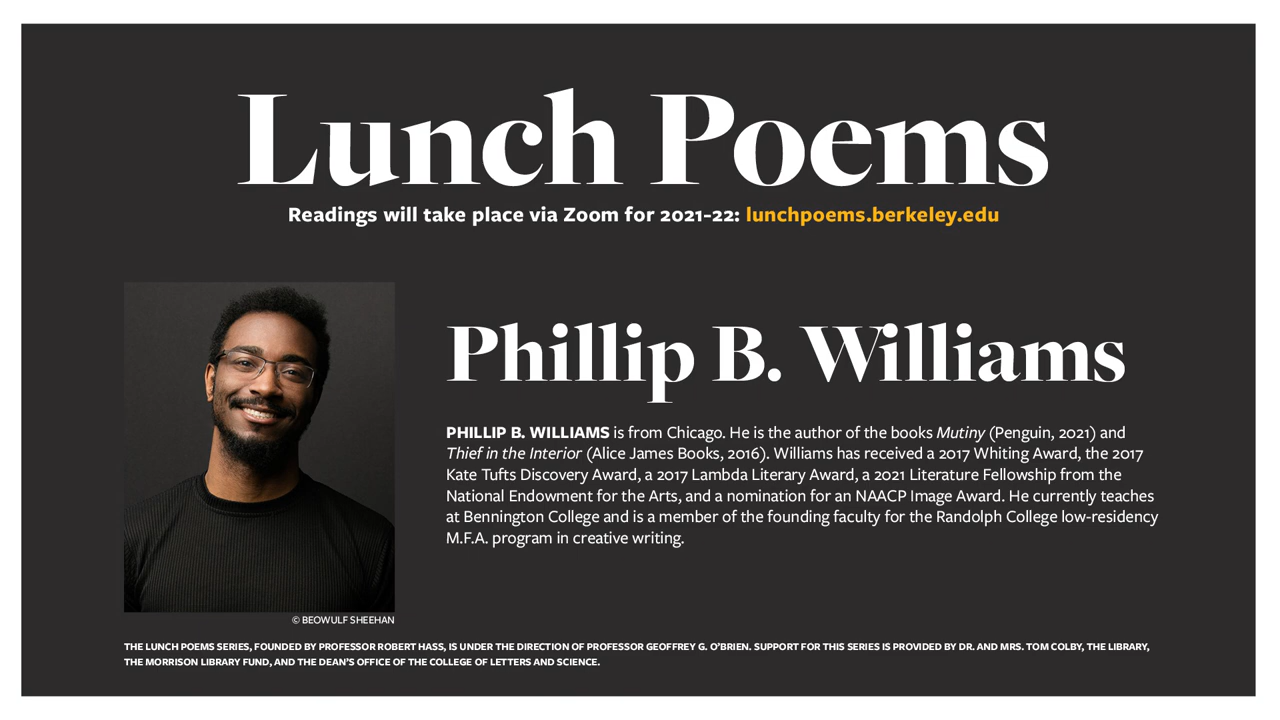 Lunch Poems
Readings will take place via Zoom for 2021-22: lunchpoems.berkeley.edu
Phillip B. Williams
PHILLIP B. WILLIAMS is from Chicago. He is the author of the books Mutiny (Penguin, 2021) and
Thief in the Interior (Alice James Books, 2016). Williams has received a 2017 Whiting Award, the 2017
Kate Tufts Discovery Award, a 2017 Lambda Literary Award, a 2021 Literature Fellowship from the
National Endowment for the Arts, and a nomination for an NAACP Image Award. He currently teaches
at Bennington College and is a member of the founding faculty for the Randolph College low-residency
M.F.A. program in creative writing.
© BEOWULF SHEEHAN
THE LUNCH POEMS SERIES, FOUNDED BY PROFESSOR ROBERT HASS, IS UNDER THE DIRECTION OF PROFESSOR GEOFFREY G. O'BRIEN. SUPPORT FOR THIS SERIES IS PROVIDED BY DR. AND MRS. TOM COLBY, THE LIBRARY,
THE MORRISON LIBRARY FUND, AND THE DEAN'S OFFICE OF THE COLLEGE OF LETTERS AND SCIENCE.